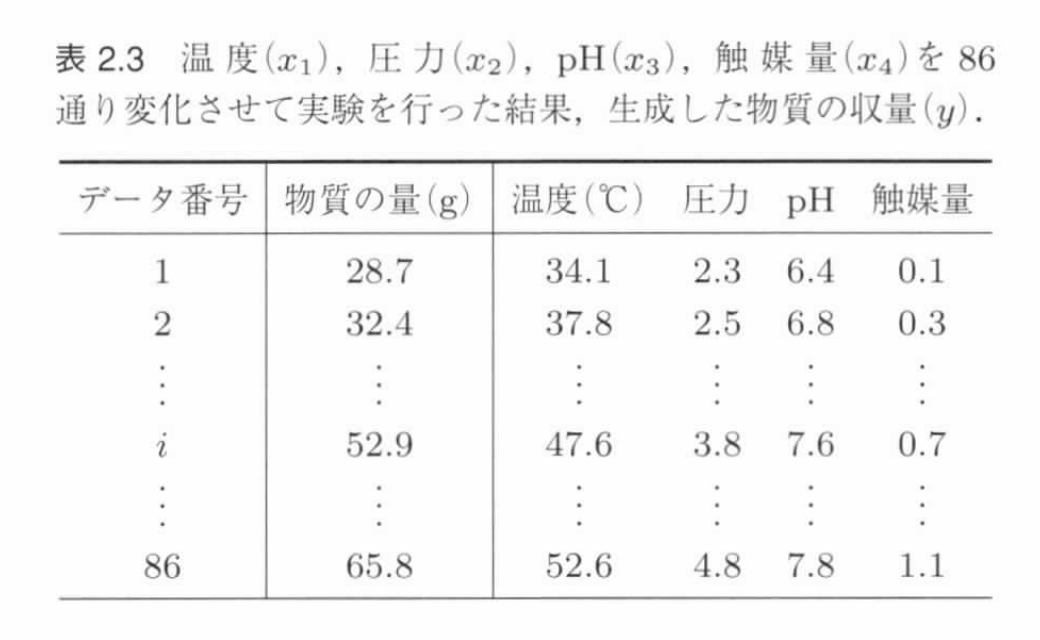 表 2.3 温度(x₁), 圧力(x₂), pH(x₃), 触媒量(x₄)を 86
通り変化させて実験を行った結果, 生成した物質の収量(y).
データ番号 物質の量(g) 温度(℃) 圧力 pH 触媒量
1 28.7 34.1 2.3 6.4 0.1
2 32.4 37.8 2.5 6.8 0.3
⋮ ⋮ ⋮ ⋮ ⋮ ⋮
i 52.9 47.6 3.8 7.6 0.7
⋮ ⋮ ⋮ ⋮ ⋮ ⋮
86 65.8 52.6 4.8 7.8 1.1